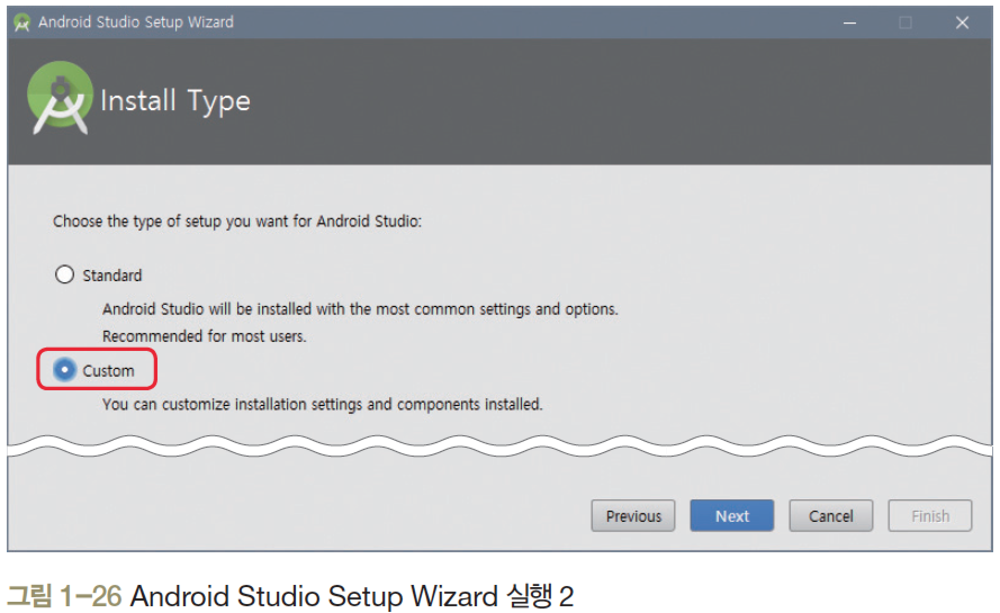 Android Studio Setup Wizard
Install Type
Choose the type of setup you want for Android Studio:
Standard
Android Studio will be installed with the most common settings and options.
Recommended for most users.
Custom
You can customize installation settings and components installed.
Previous Next Cancel Finish
그림 1-26 Android Studio Setup Wizard 실행 2